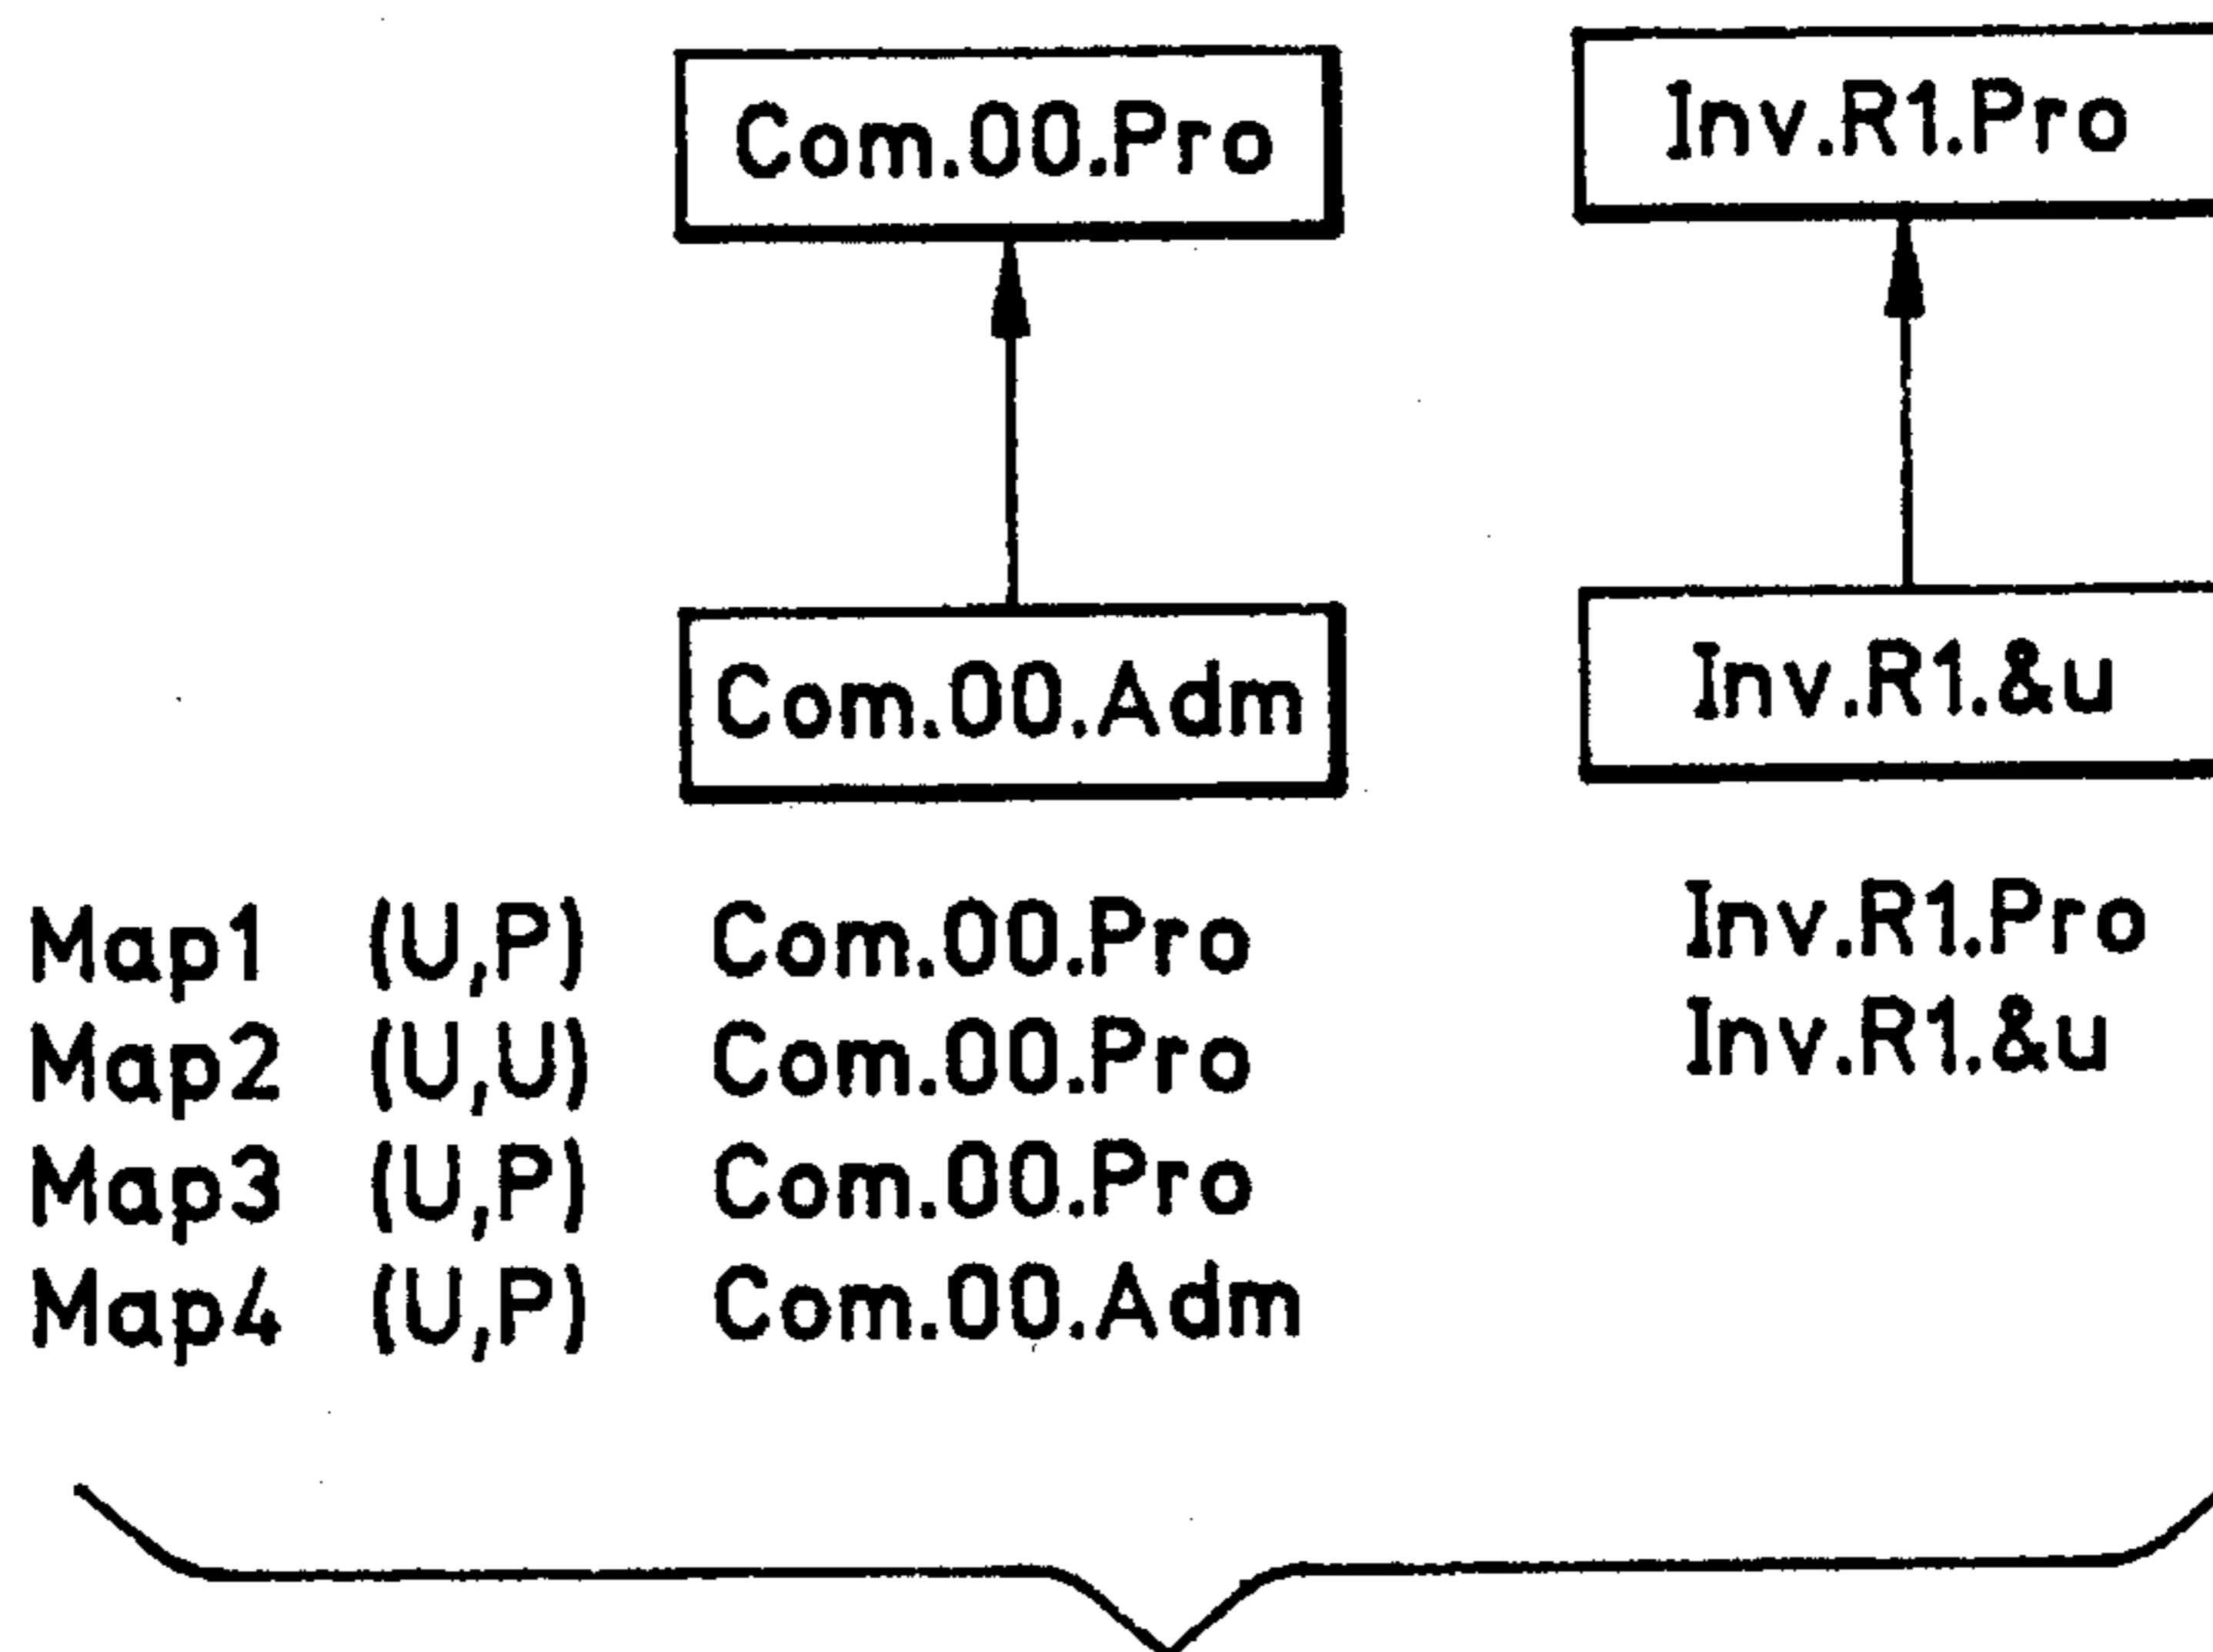 Com.00.Pro
Inv.R1.Pro
Com.00.Adm
Inv.R1.&u
Map1 (U,P) Com.00.Pro Inv.R1.Pro
Map2 (U,U) Com.00.Pro Inv.R1.&u
Map3 (U,P) Com.00.Pro
Map4 (U,P) Com.00.Adm